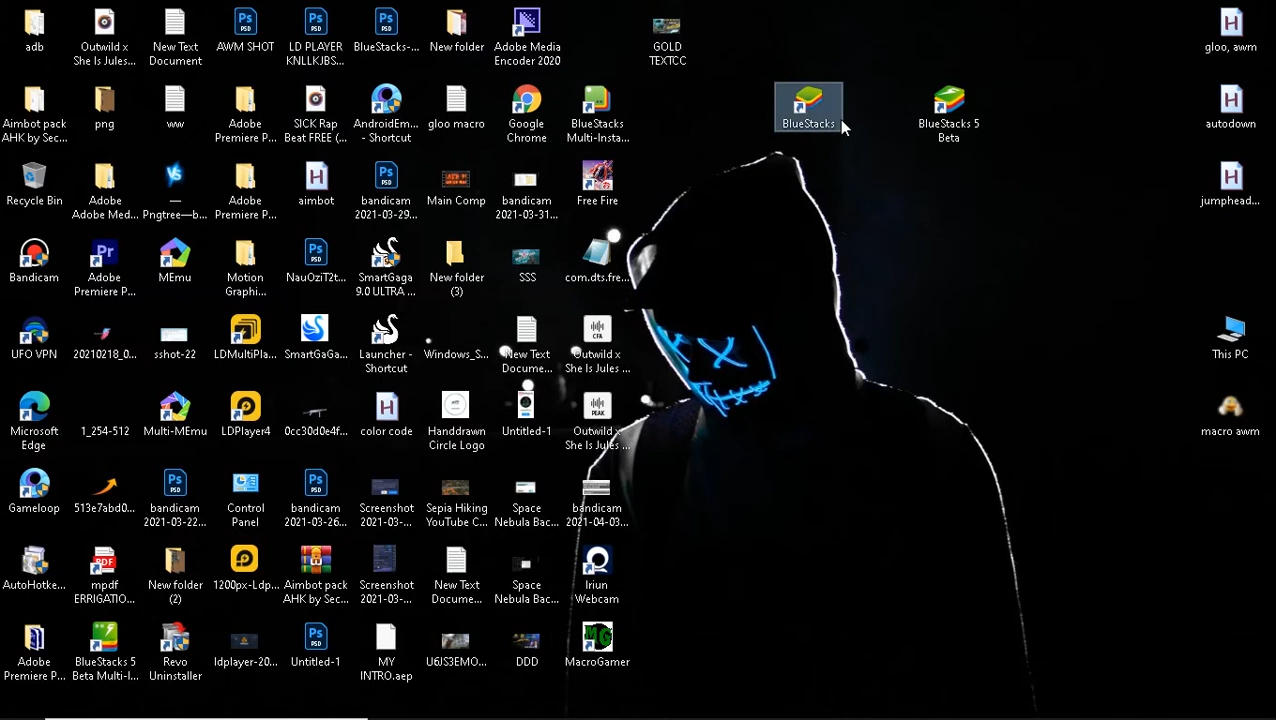 adb
Outwild x
She Is Jules...
New Text
Document
AWM SHOT
LD PLAYER
KNLLKJBS...
BlueStacks-...
New folder
Adobe Media
Encoder 2020
GOLD
TEXTCC
gloo, awm
Aimbot pack
AHK by Sec...
png
ww
Adobe
Premiere P...
SICK Rap
Beat FREE (...
AndroidEm...
- Shortcut
gloo macro
Google
Chrome
BlueStacks
Multi-Insta...
BlueStacks
BlueStacks 5
Beta
autodown
Recycle Bin
Adobe
Adobe Med...
—
Pngtree—b...
Adobe
Premiere P...
aimbot
bandicam
2021-03-29...
Main Comp
bandicam
2021-03-31...
Free Fire
jumphead...
Bandicam
Adobe
Premiere P...
MEmu
Motion
Graphi...
NauOziT2t...
SmartGaga
9.0 ULTRA ...
New folder
(3)
SSS
com.dts.fre...
UFO VPN
20210218_0...
sshot-22
LDMultiPla...
SmartGaGa...
Launcher -
Shortcut
Windows_S...
New Text
Docume...
Outwild x
She Is Jules ...
This PC
Microsoft
Edge
1_254-512
Multi-MEmu
LDPlayer4
0cc30d0e4f...
color code
Handdrawn
Circle Logo
Untitled-1
Outwild x
She Is Jules ...
macro awm
Gameloop
513e7abd0...
bandicam
2021-03-22...
Control
Panel
bandicam
2021-03-26...
Screenshot
2021-03-...
Sepia Hiking
YouTube C...
Space
Nebula Bac...
bandicam
2021-04-03...
AutoHotke...
mpdf
ERRIGATIO...
New folder
(2)
1200px-Ldp...
Aimbot pack
AHK by Sec...
Screenshot
2021-03-...
New Text
Docume...
Space
Nebula Bac...
Iriun
Webcam
Adobe
Premiere P...
BlueStacks 5
Beta Multi-I...
Revo
Uninstaller
ldplayer-20...
Untitled-1
MY
INTRO.aep
U6JS3EMO...
DDD
MacroGamer